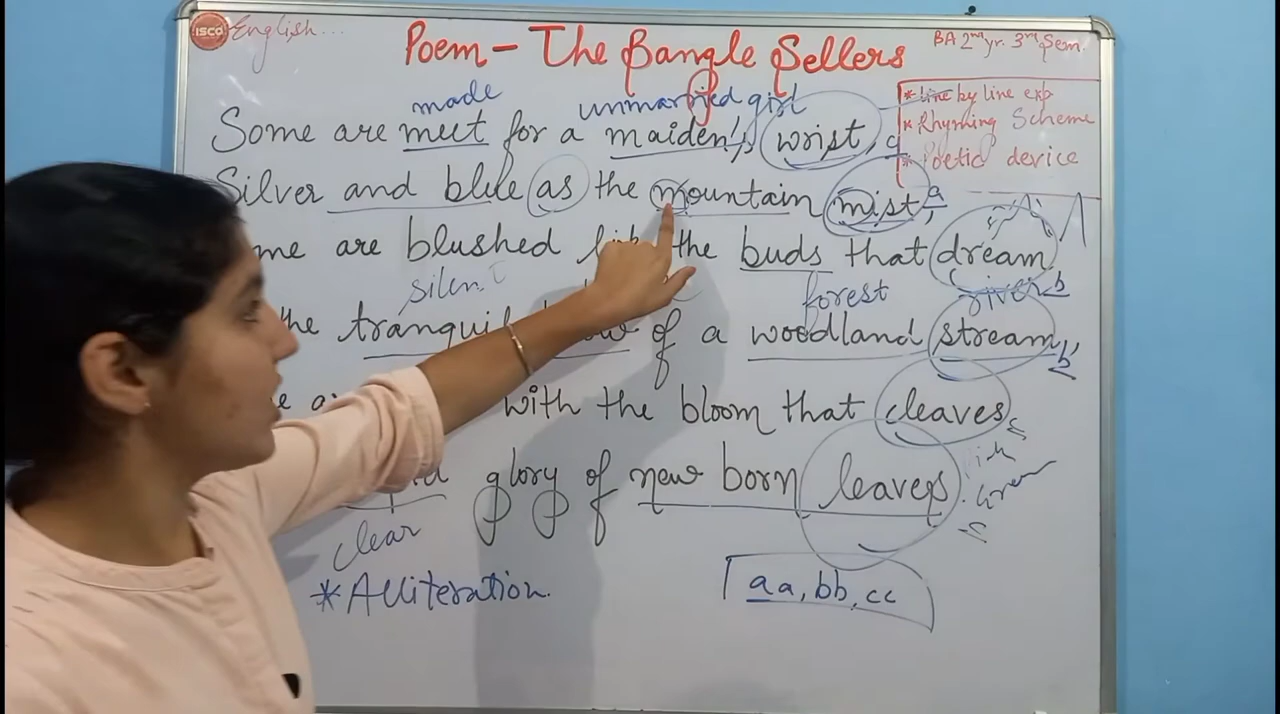 ISCO English...
Poem - The Bangle Sellers
BA 2nd yr. 3rd Sem.
* line by line exp
* Rhyming Scheme
* Poetic device
made unmarried girl
Some are meet for a maiden's wrist, a
Silver and blue as the mountain mist, a
me are blushed the buds that dream
silent forest river b
the tranquil of a woodland stream, b
with the bloom that cleaves c
glory of new born leaves
clear
c
* Alliteration.
aa, bb, cc